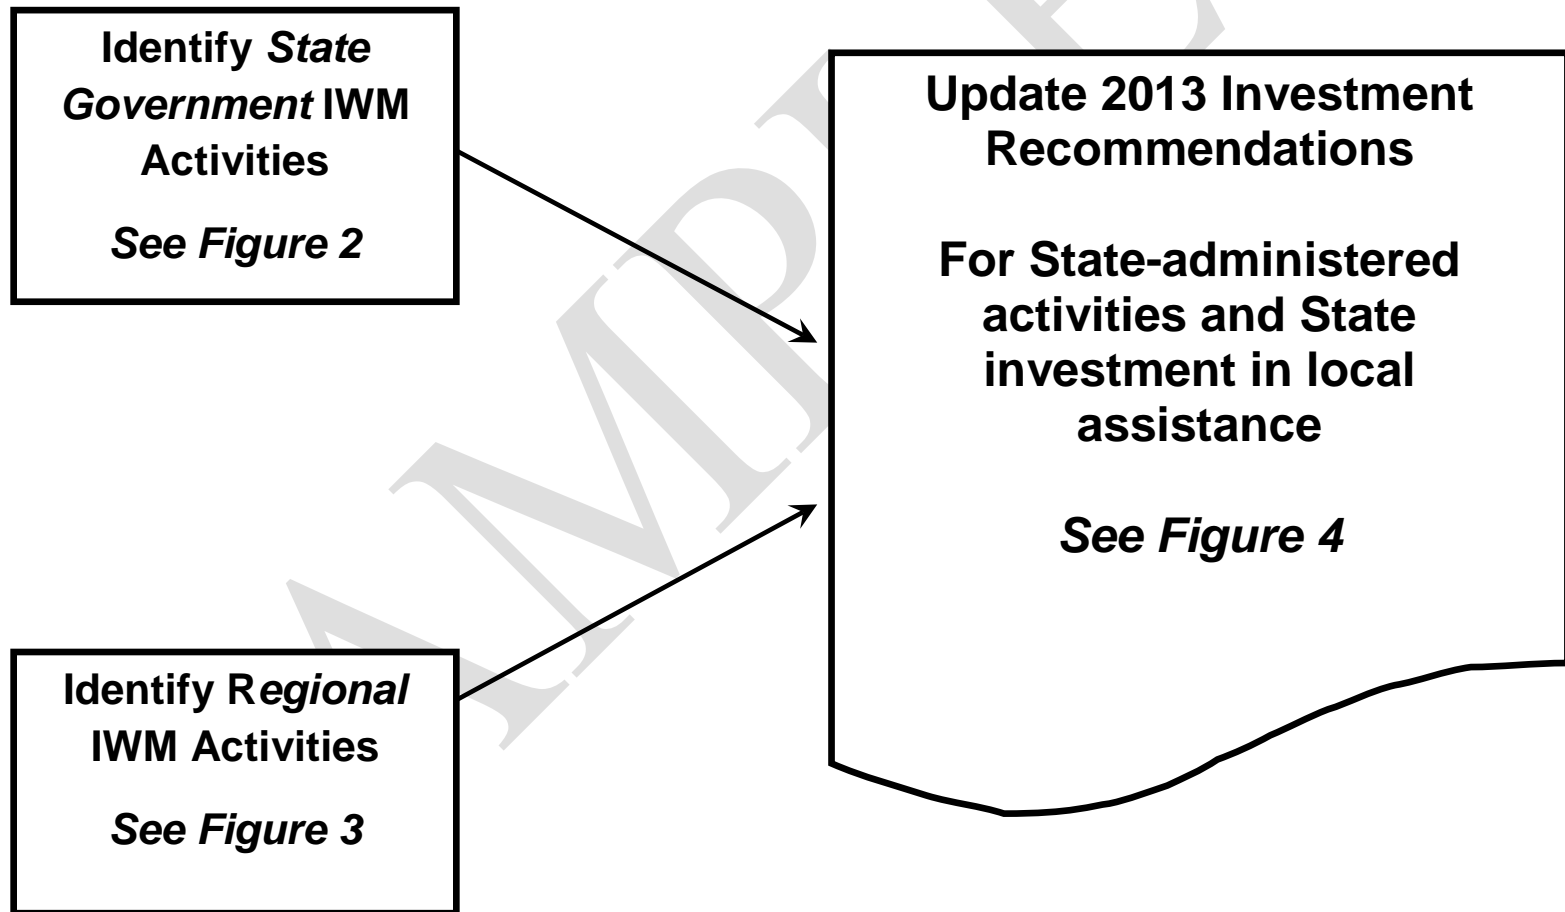 Identify State
Government IWM
Activities
See Figure 2
Update 2013 Investment
Recommendations
For State-administered
activities and State
investment in local
assistance
See Figure 4
Identify Regional
IWM Activities
See Figure 3